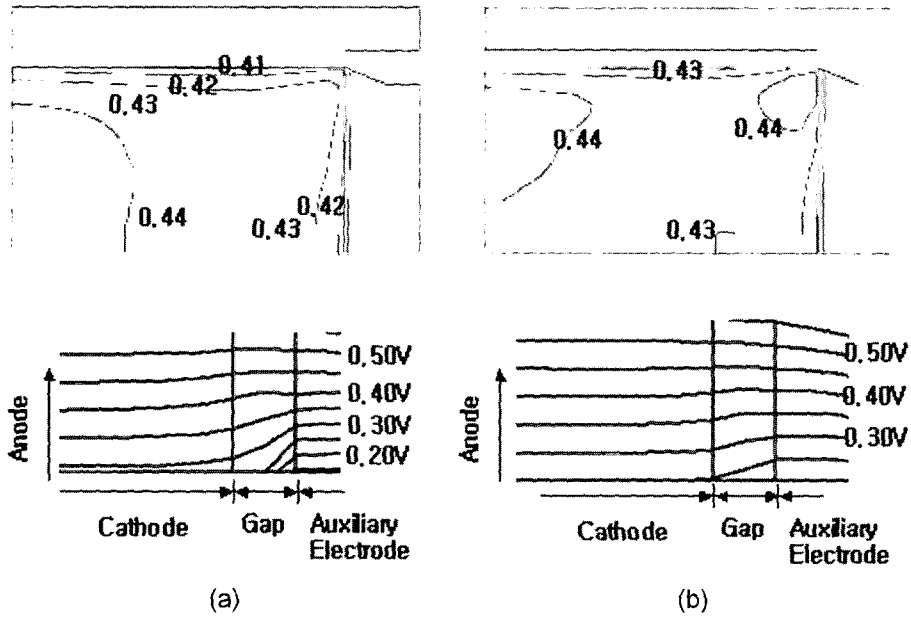 0.41
0.42
0.43
0.44
0.42
0.43
0.43
0.44
0.44
0.43
0.50V
0.40V
0.30V
0.20V
Anode
Cathode
Gap
Auxiliary
Electrode
(a)
0.50V
0.40V
0.30V
Anode
Cathode
Gap
Auxiliary
Electrode
(b)